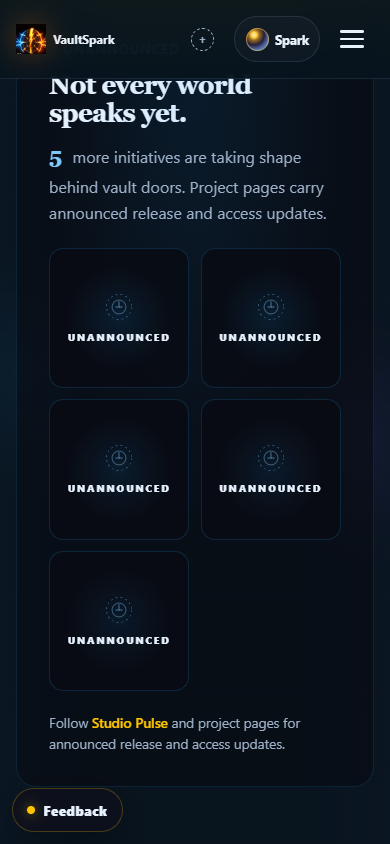 VaultSpark
Spark
Not every world
speaks yet.
5 more initiatives are taking shape
behind vault doors. Project pages carry
announced release and access updates.
UNANNOUNCED
UNANNOUNCED
UNANNOUNCED
UNANNOUNCED
UNANNOUNCED
Follow Studio Pulse and project pages for
announced release and access updates.
Feedback